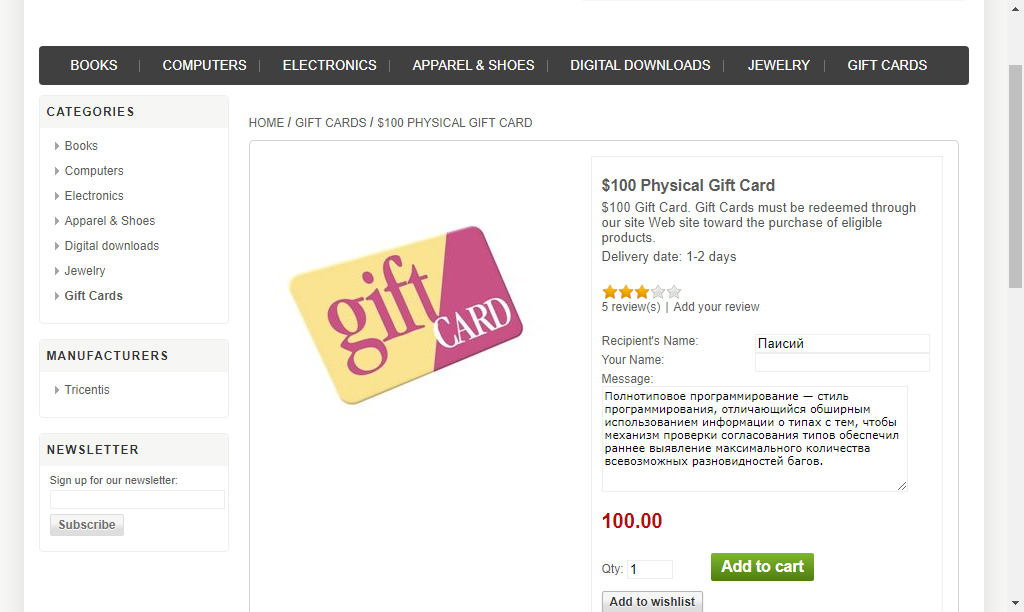 BOOKS COMPUTERS ELECTRONICS APPAREL & SHOES DIGITAL DOWNLOADS JEWELRY GIFT CARDS
CATEGORIES
Books
Computers
Electronics
Apparel & Shoes
Digital downloads
Jewelry
Gift Cards
MANUFACTURERS
Tricentis
NEWSLETTER
Sign up for our newsletter:
Subscribe
HOME / GIFT CARDS / $100 PHYSICAL GIFT CARD
gift
CARD
$100 Physical Gift Card
$100 Gift Card. Gift Cards must be redeemed through
our site Web site toward the purchase of eligible
products.
Delivery date: 1-2 days
5 review(s) | Add your review
Recipient's Name: Паисий
Your Name:
Message:
Полнотиповое программирование — стиль
программирования, отличающийся обширным
использованием информации о типах с тем, чтобы
механизм проверки согласования типов обеспечил
раннее выявление максимального количества
всевозможных разновидностей багов.
100.00
Qty: 1 Add to cart
Add to wishlist